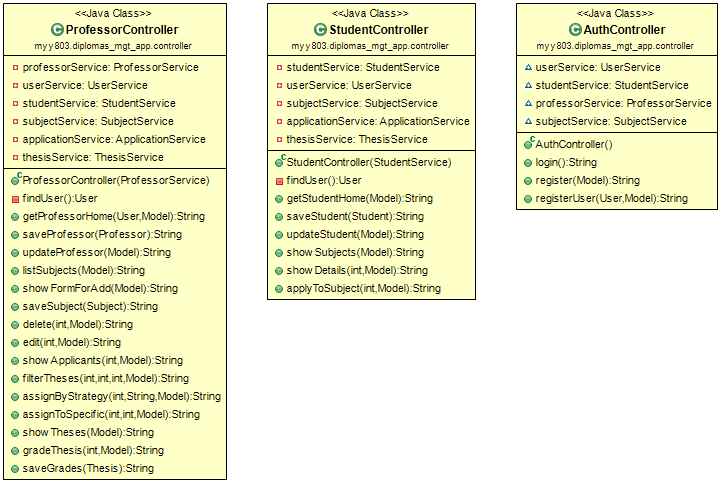 <<Java Class>>
ProfessorController
myy803.diplomas_mgt_app.controller
professorService: ProfessorService
userService: UserService
studentService: StudentService
subjectService: SubjectService
applicationService: ApplicationService
thesisService: ThesisService
ProfessorController(ProfessorService)
findUser():User
getProfessorHome(User,Model):String
saveProfessor(Professor):String
updateProfessor(Model):String
listSubjects(Model):String
showFormForAdd(Model):String
saveSubject(Subject):String
delete(int,Model):String
edit(int,Model):String
showApplicants(int,Model):String
filterTheses(int,int,int,Model):String
assignByStrategy(int,String,Model):String
assignToSpecific(int,int,Model):String
showTheses(Model):String
gradeThesis(int,Model):String
saveGrades(Thesis):String
<<Java Class>>
StudentController
myy803.diplomas_mgt_app.controller
studentService: StudentService
userService: UserService
subjectService: SubjectService
applicationService: ApplicationService
thesisService: ThesisService
StudentController(StudentService)
findUser():User
getStudentHome(Model):String
saveStudent(Student):String
updateStudent(Model):String
showSubjects(Model):String
showDetails(int,Model):String
applyToSubject(int,Model):String
<<Java Class>>
AuthController
myy803.diplomas_mgt_app.controller
userService: UserService
studentService: StudentService
professorService: ProfessorService
subjectService: SubjectService
AuthController()
login():String
register(Model):String
registerUser(User,Model):String